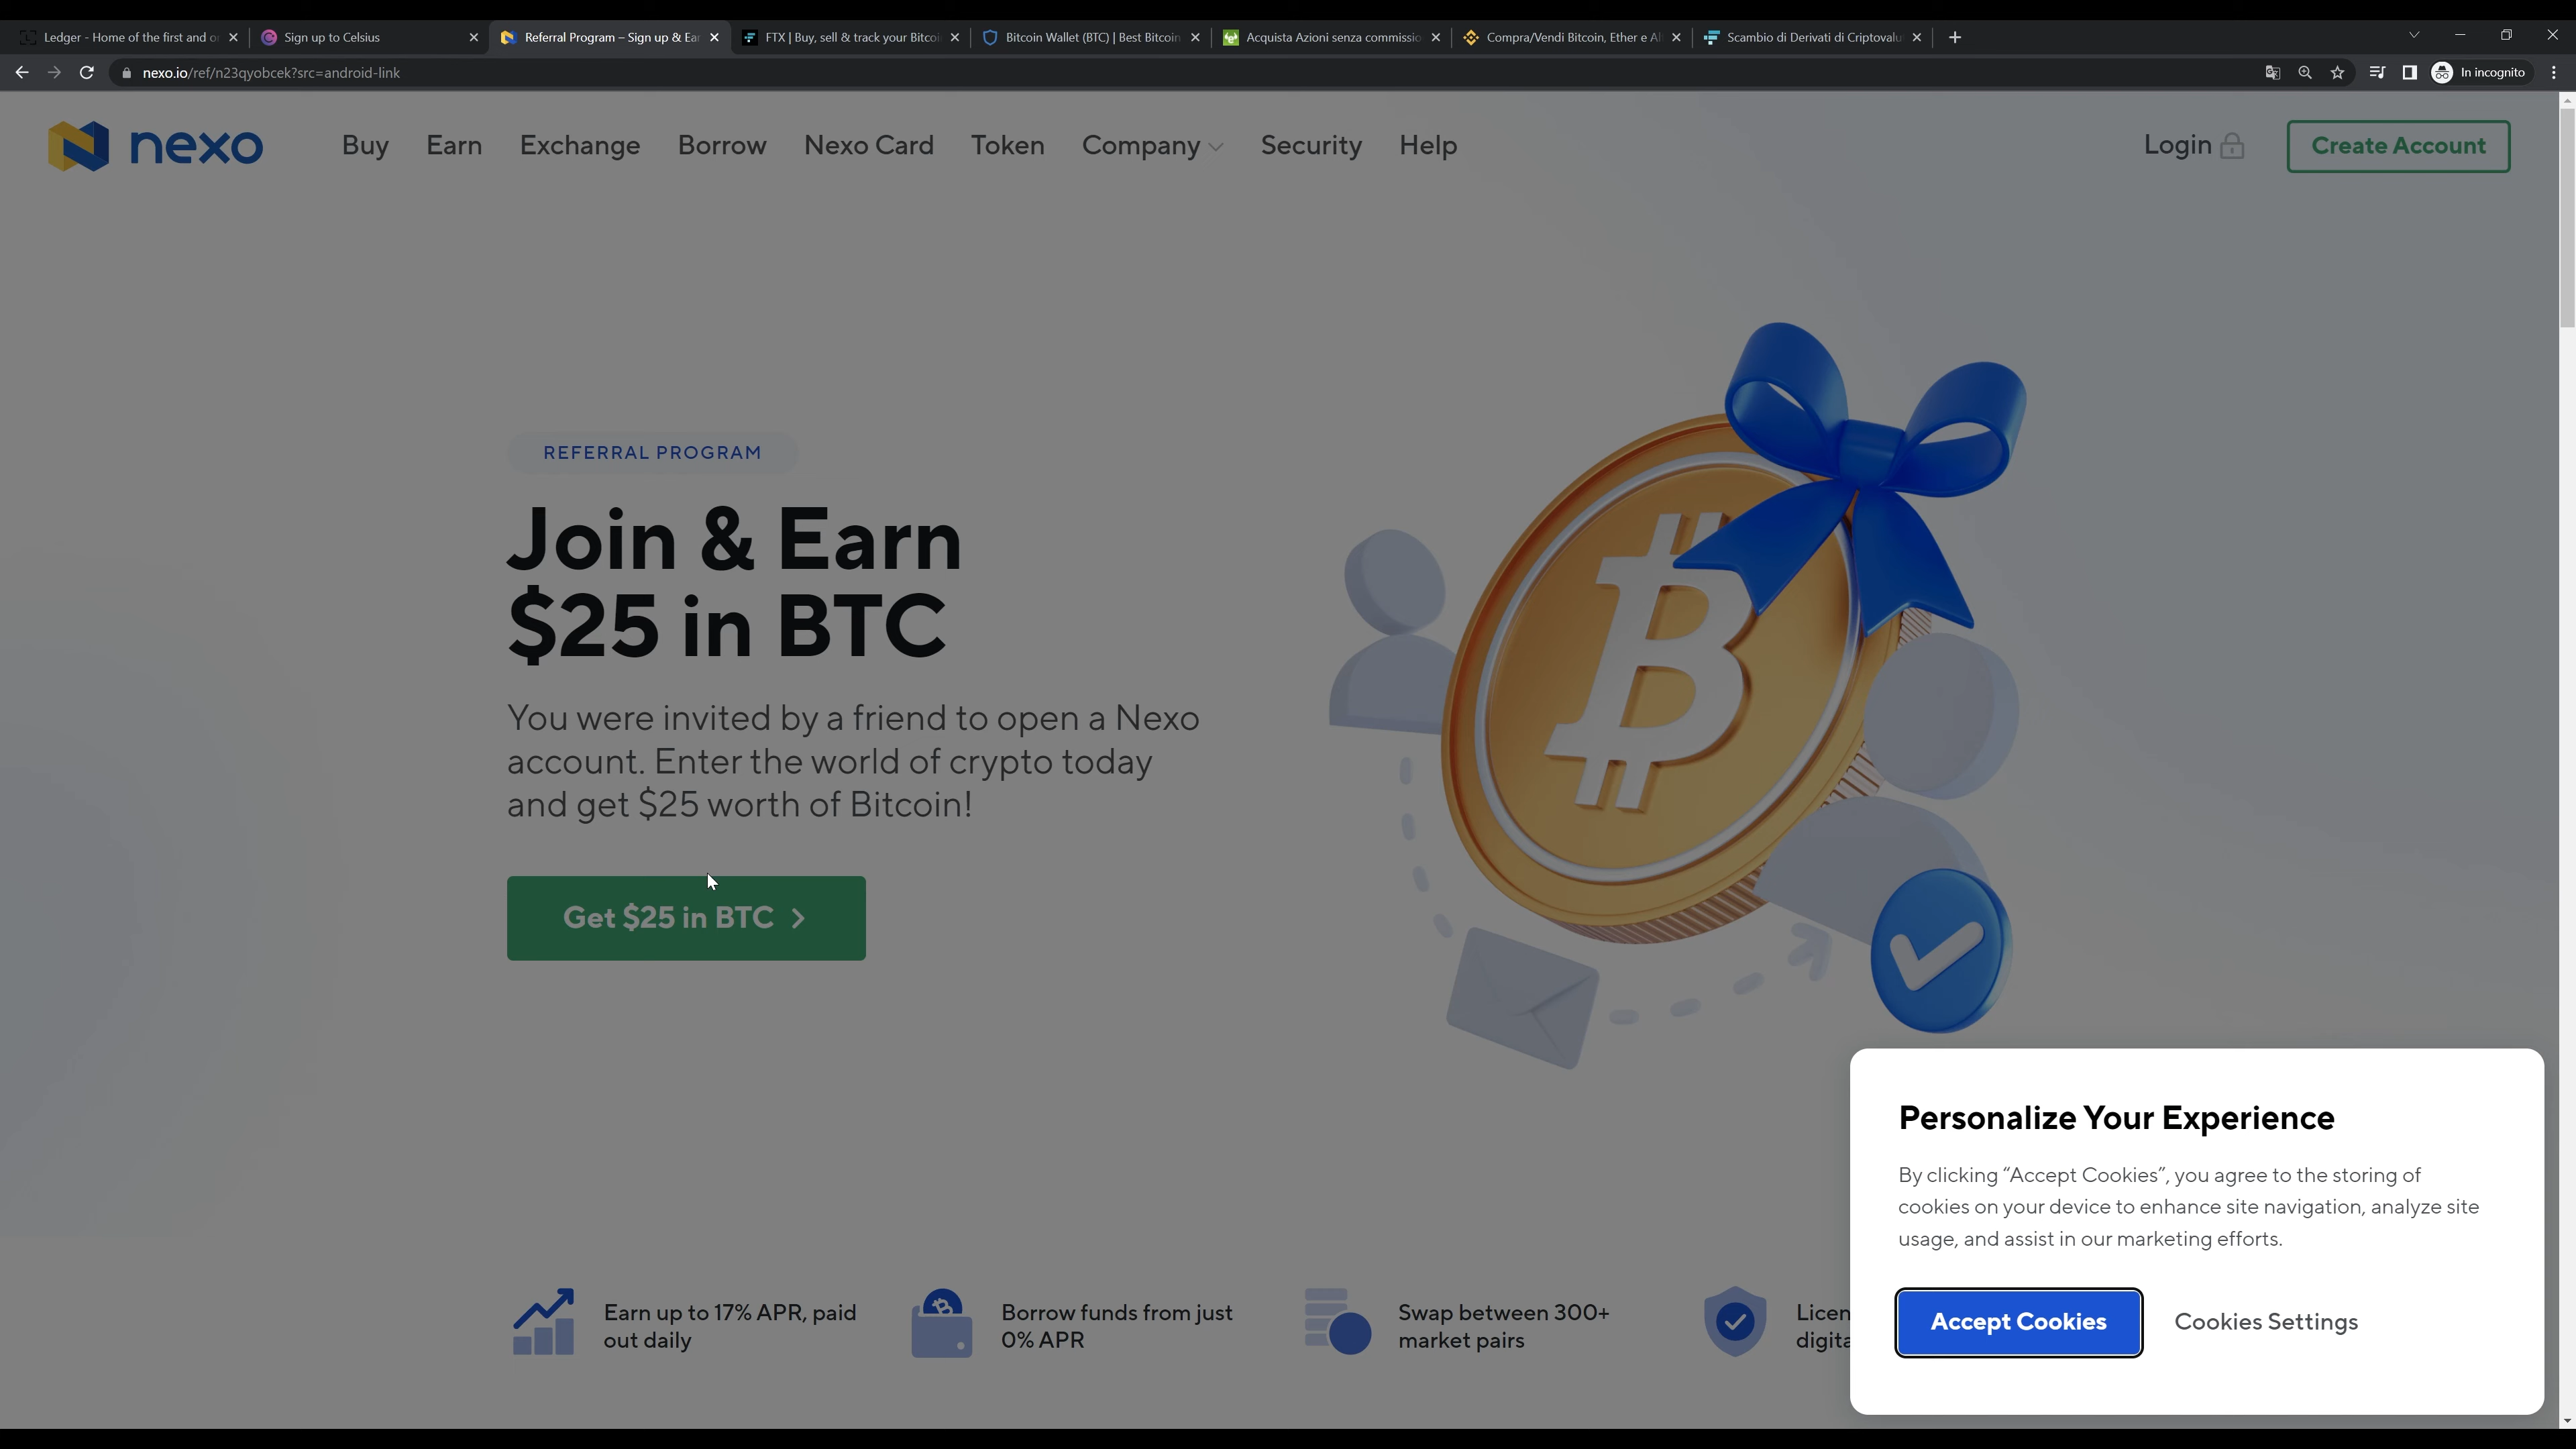 Ledger - Home of the first and or
Sign up to Celsius
Referral Program – Sign up & Ear
FTX | Buy, sell & track your Bitcoi
Bitcoin Wallet (BTC) | Best Bitcoin
Acquista Azioni senza commissio
Compra/Vendi Bitcoin, Ether e Al
Scambio di Derivati di Criptovalu
nexo.io/ref/n23qyobcek?src=android-link
In incognito
nexo
Buy
Earn
Exchange
Borrow
Nexo Card
Token
Company
Security
Help
Login
Create Account
REFERRAL PROGRAM
Join & Earn
$25 in BTC
You were invited by a friend to open a Nexo
account. Enter the world of crypto today
and get $25 worth of Bitcoin!
Get $25 in BTC
Earn up to 17% APR, paid
out daily
Borrow funds from just
0% APR
Swap between 300+
market pairs
Licen
digita
Personalize Your Experience
By clicking “Accept Cookies”, you agree to the storing of
cookies on your device to enhance site navigation, analyze site
usage, and assist in our marketing efforts.
Accept Cookies
Cookies Settings